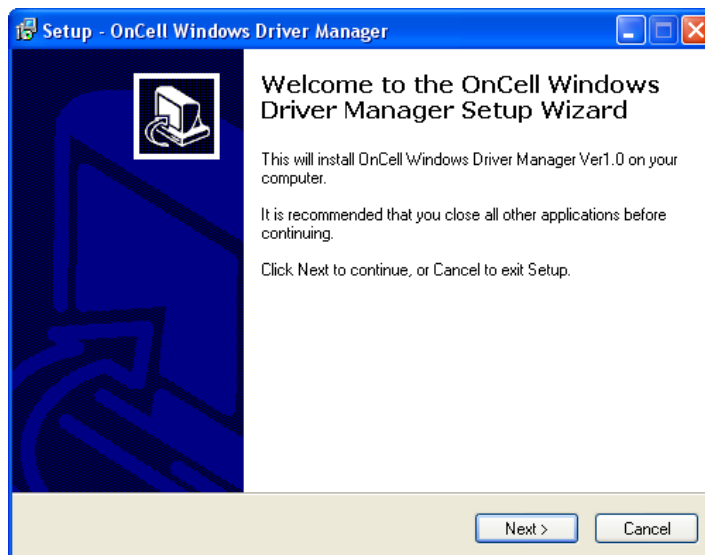 Setup - OnCell Windows Driver Manager
Welcome to the OnCell Windows
Driver Manager Setup Wizard
This will install OnCell Windows Driver Manager Ver1.0 on your
computer.
It is recommended that you close all other applications before
continuing.
Click Next to continue, or Cancel to exit Setup.
Next >
Cancel